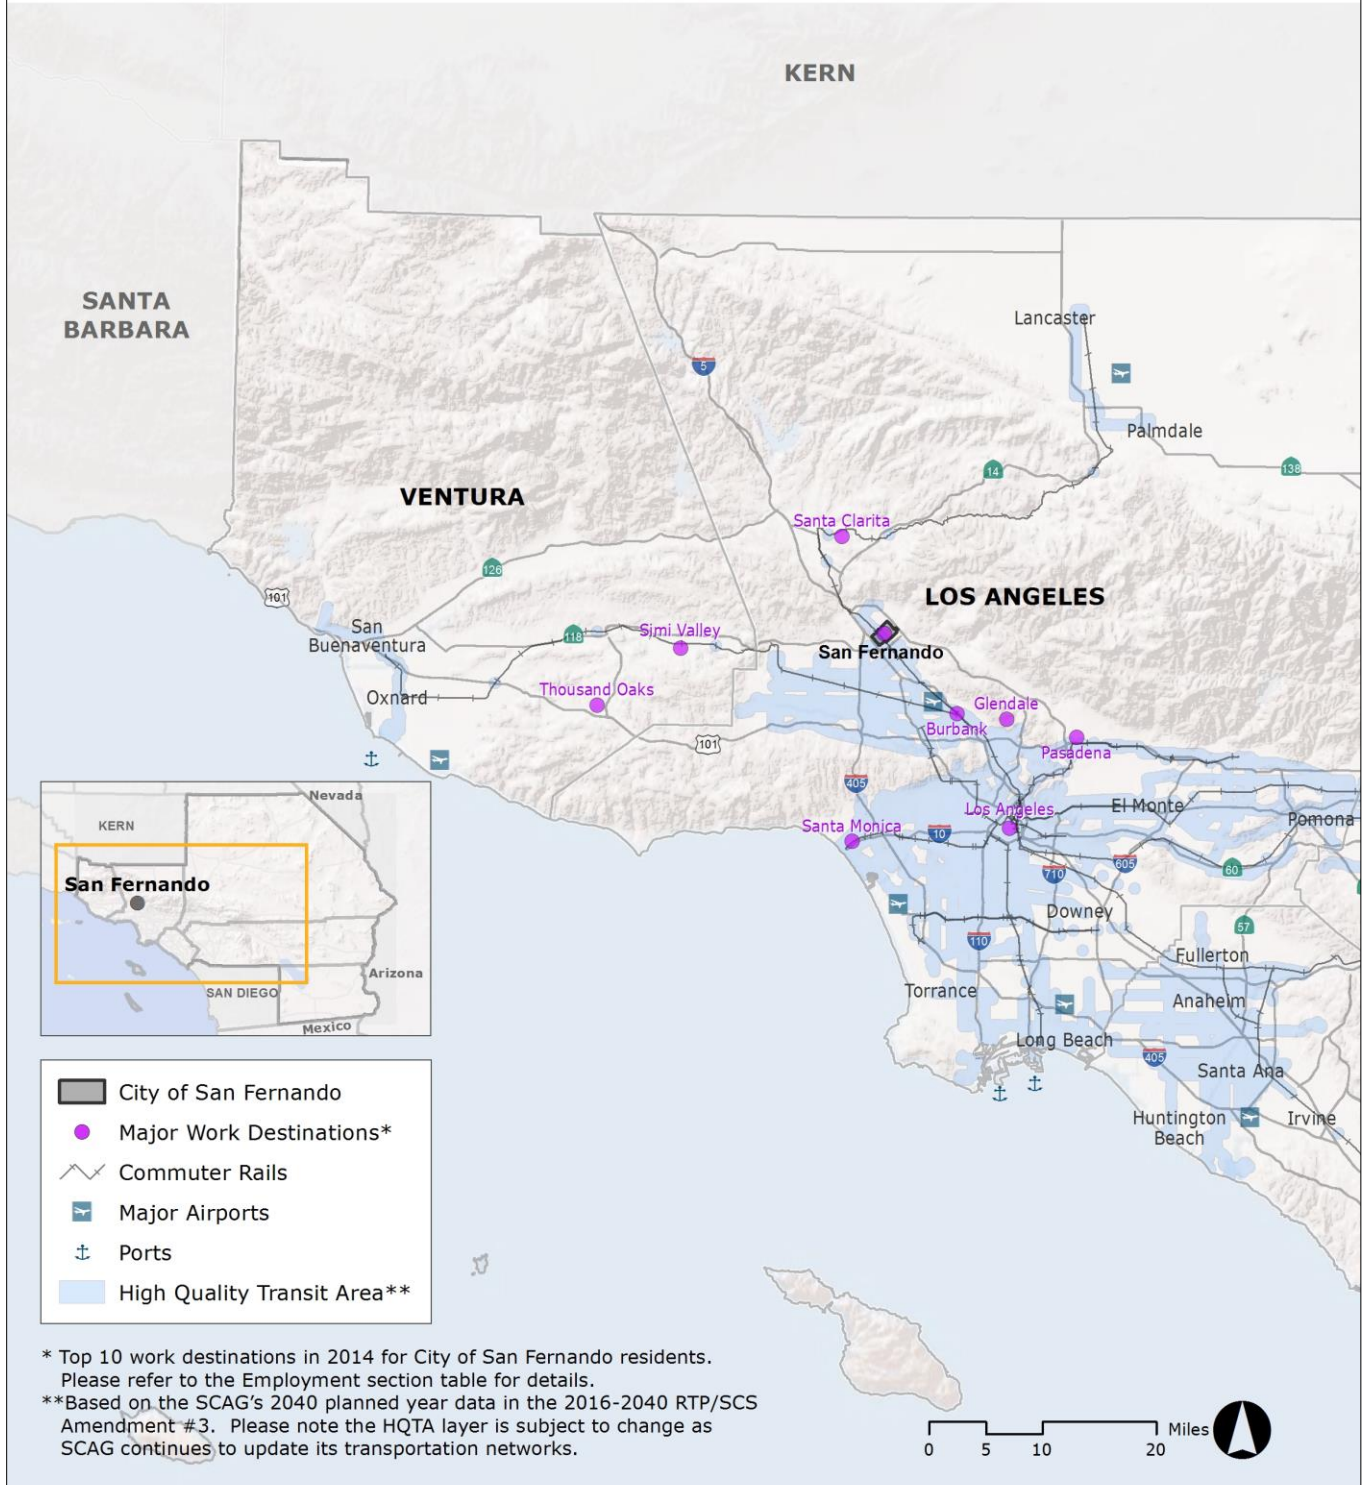 KERN
SANTA
BARBARA
Lancaster
5
Palmdale
14
138
VENTURA
Santa Clarita
126
101
LOS ANGELES
San
Buenaventura
118
Simi Valley
San Fernando
Oxnard
Thousand Oaks
Glendale
Burbank
101
Pasadena
405
Los Angeles
El Monte
Santa Monica
10
Pomona
605
710
60
Downey
57
110
Fullerton
Torrance
Anaheim
Long Beach
405
Santa Ana
Huntington
Beach
Irvine
Nevada
KERN
San Fernando
Arizona
SAN DIEGO
Mexico
City of San Fernando
Major Work Destinations*
Commuter Rails
Major Airports
Ports
High Quality Transit Area**
* Top 10 work destinations in 2014 for City of San Fernando residents.
Please refer to the Employment section table for details.
**Based on the SCAG's 2040 planned year data in the 2016-2040 RTP/SCS
Amendment #3. Please note the HQTA layer is subject to change as
SCAG continues to update its transportation networks.
0 5 10 20 Miles